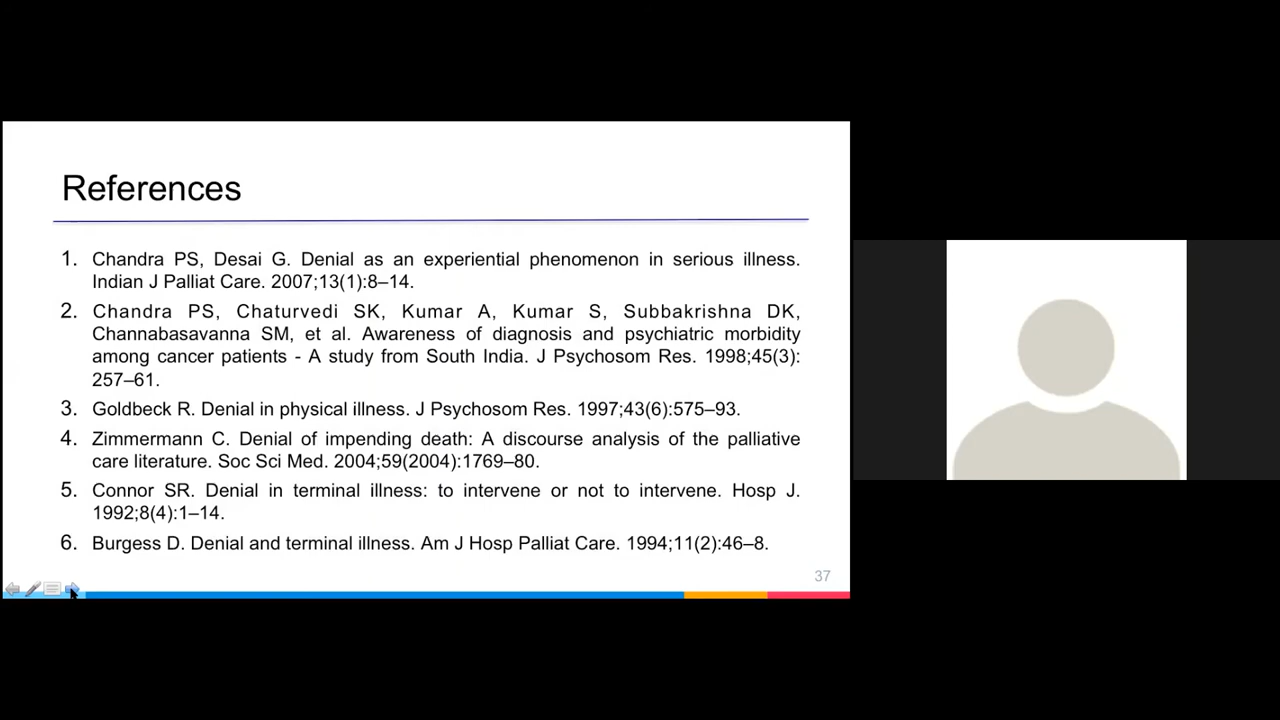 References
1. Chandra PS, Desai G. Denial as an experiential phenomenon in serious illness.
Indian J Palliat Care. 2007;13(1):8–14.
2. Chandra PS, Chaturvedi SK, Kumar A, Kumar S, Subbakrishna DK,
Channabasavanna SM, et al. Awareness of diagnosis and psychiatric morbidity
among cancer patients - A study from South India. J Psychosom Res. 1998;45(3):
257–61.
3. Goldbeck R. Denial in physical illness. J Psychosom Res. 1997;43(6):575–93.
4. Zimmermann C. Denial of impending death: A discourse analysis of the palliative
care literature. Soc Sci Med. 2004;59(2004):1769–80.
5. Connor SR. Denial in terminal illness: to intervene or not to intervene. Hosp J.
1992;8(4):1–14.
6. Burgess D. Denial and terminal illness. Am J Hosp Palliat Care. 1994;11(2):46–8.
37